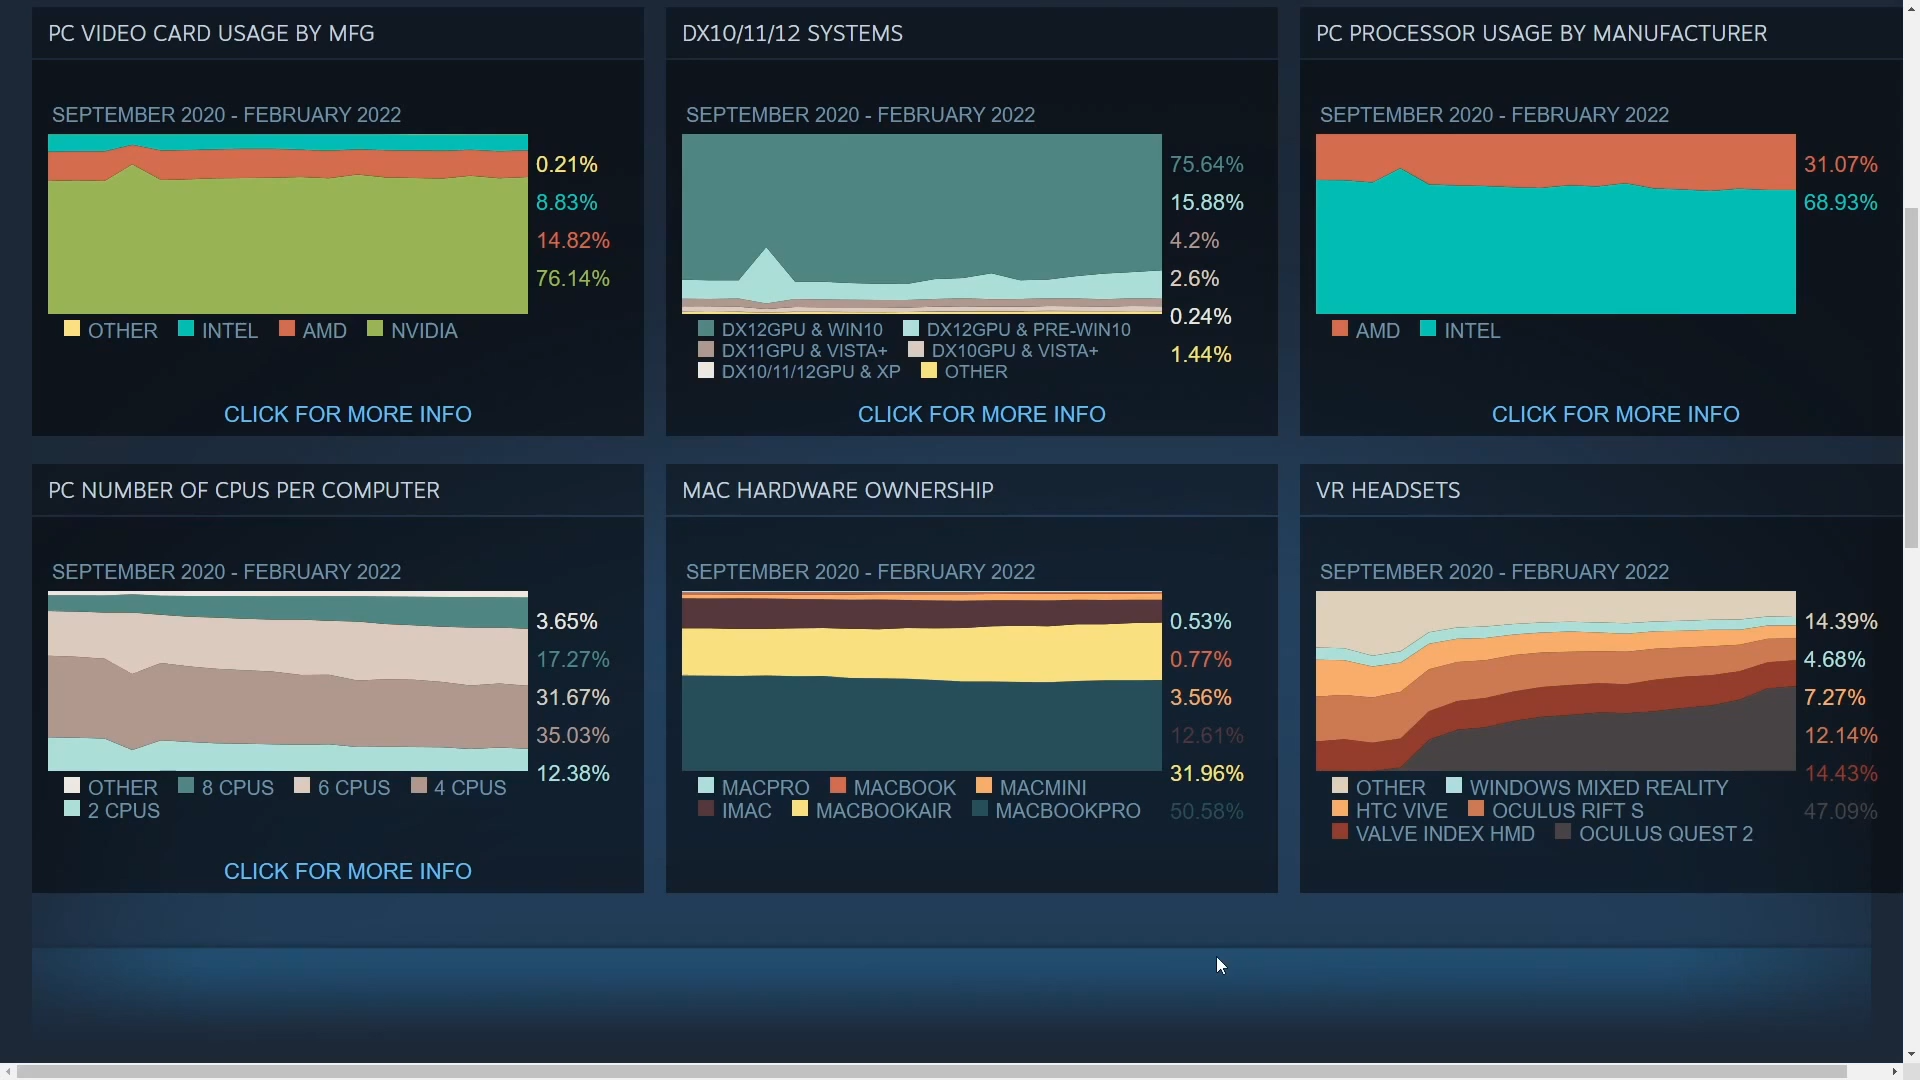 PC VIDEO CARD USAGE BY MFG
SEPTEMBER 2020 - FEBRUARY 2022
0.21%
8.83%
14.82%
76.14%
OTHER INTEL AMD NVIDIA
CLICK FOR MORE INFO
DX10/11/12 SYSTEMS
SEPTEMBER 2020 - FEBRUARY 2022
75.64%
15.88%
4.2%
2.6%
0.24%
1.44%
DX12GPU & WIN10 DX12GPU & PRE-WIN10
DX11GPU & VISTA+ DX10GPU & VISTA+
DX10/11/12GPU & XP OTHER
CLICK FOR MORE INFO
PC PROCESSOR USAGE BY MANUFACTURER
SEPTEMBER 2020 - FEBRUARY 2022
31.07%
68.93%
AMD INTEL
CLICK FOR MORE INFO
PC NUMBER OF CPUS PER COMPUTER
SEPTEMBER 2020 - FEBRUARY 2022
3.65%
17.27%
31.67%
35.03%
12.38%
OTHER 8 CPUS 6 CPUS 4 CPUS
2 CPUS
CLICK FOR MORE INFO
MAC HARDWARE OWNERSHIP
SEPTEMBER 2020 - FEBRUARY 2022
0.53%
0.77%
3.56%
12.61%
31.96%
50.58%
MACPRO MACBOOK MACMINI
IMAC MACBOOKAIR MACBOOKPRO
VR HEADSETS
SEPTEMBER 2020 - FEBRUARY 2022
14.39%
4.68%
7.27%
12.14%
14.43%
47.09%
OTHER WINDOWS MIXED REALITY
HTC VIVE OCULUS RIFT S
VALVE INDEX HMD OCULUS QUEST 2